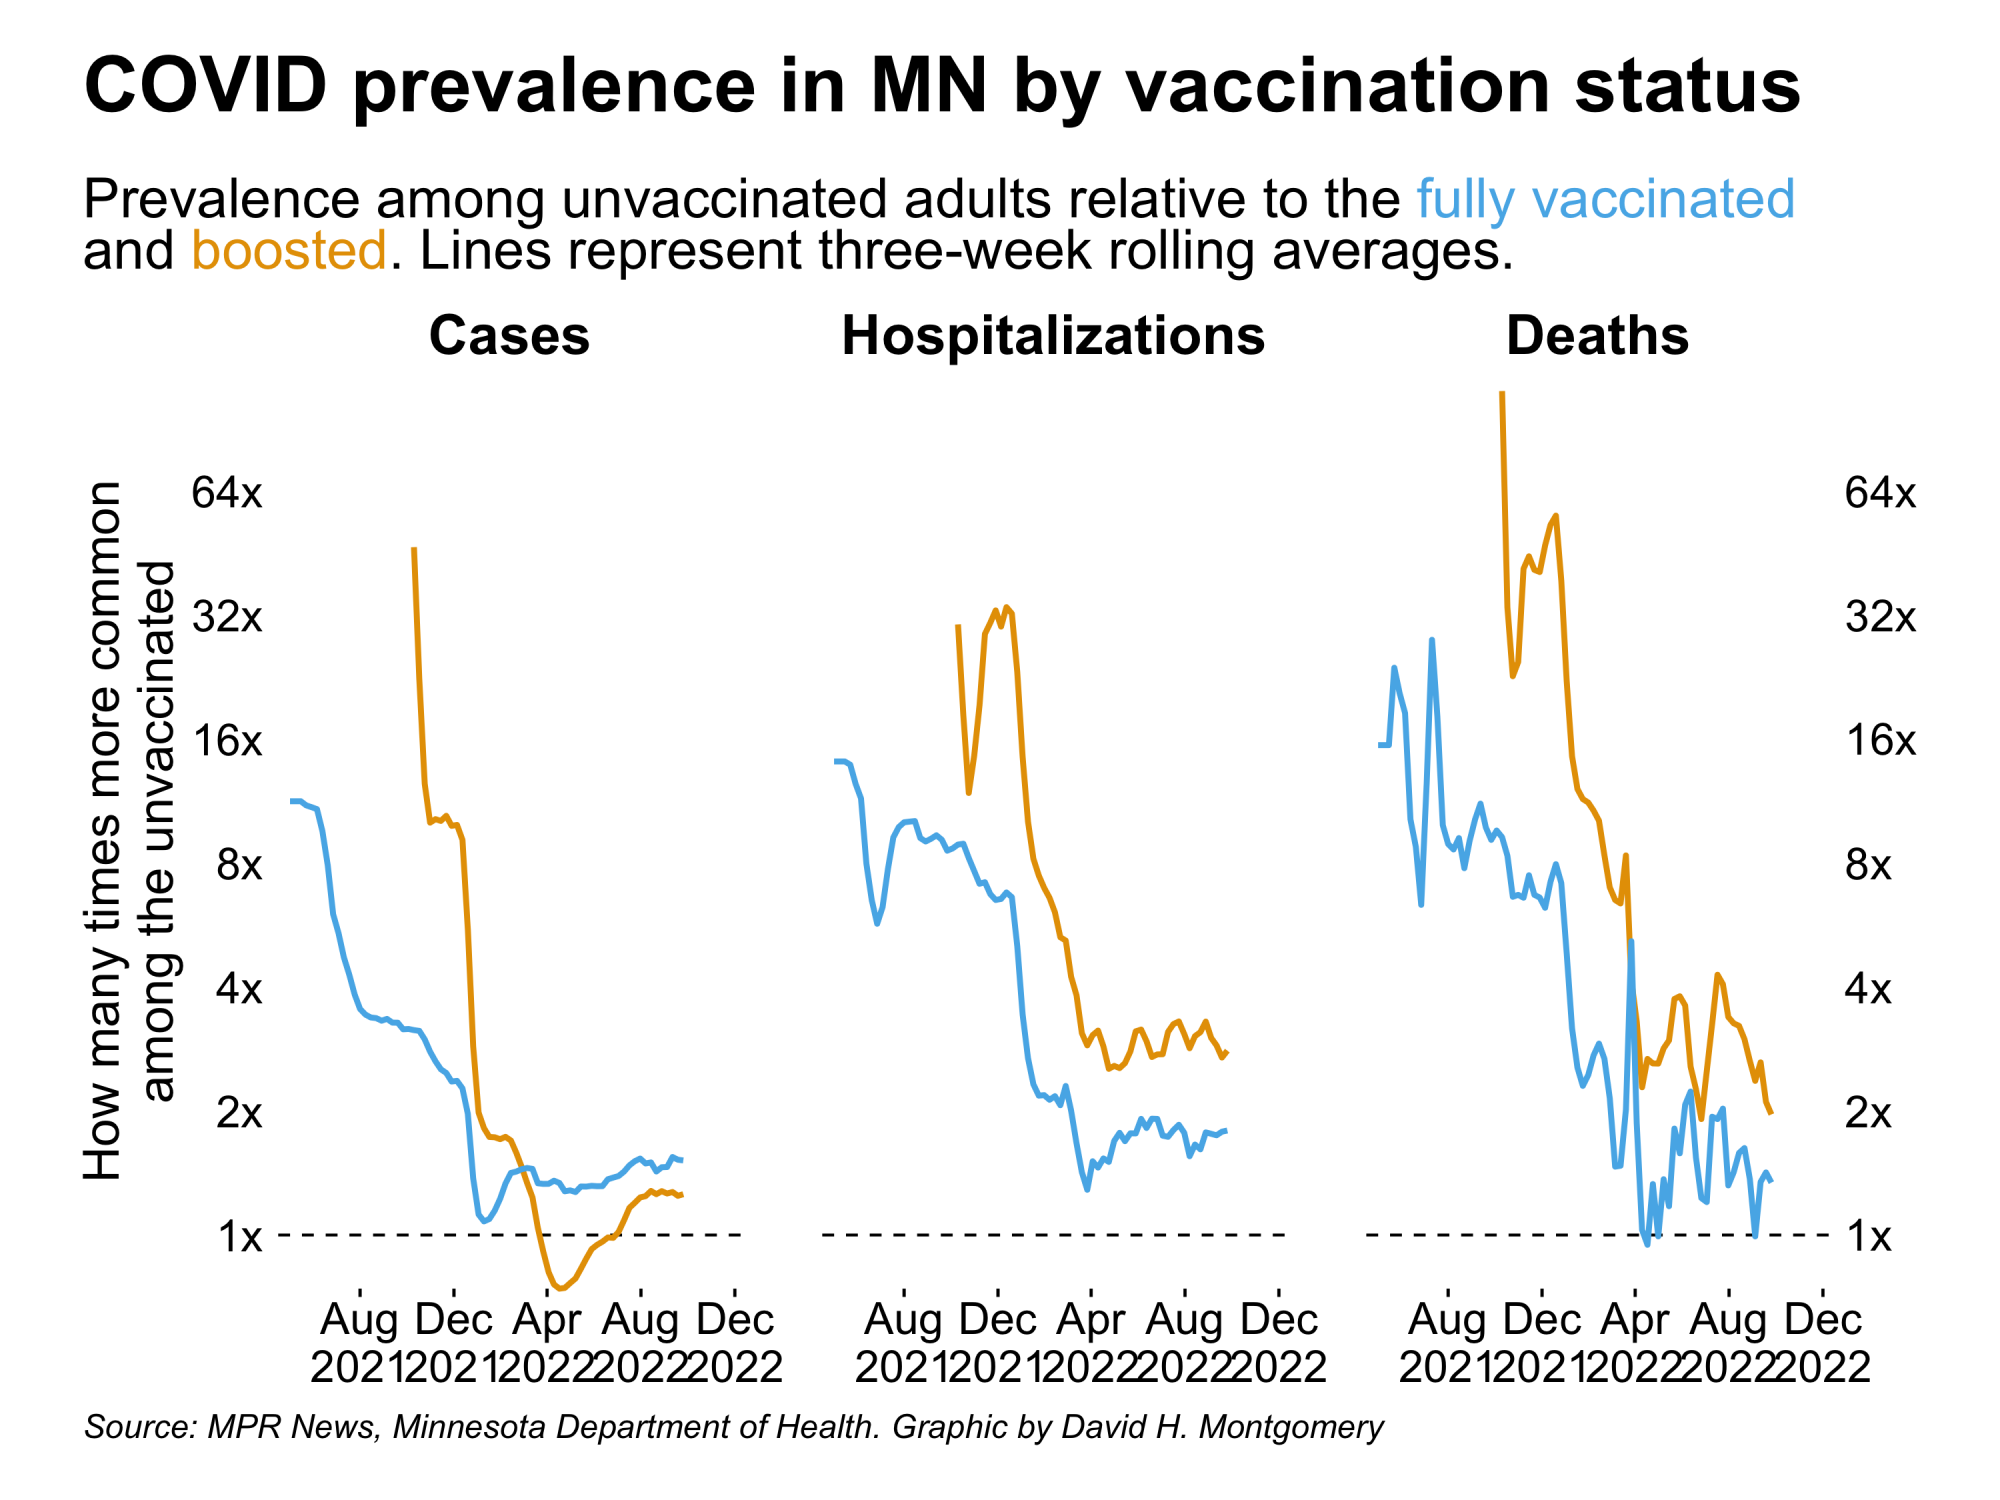 COVID prevalence in MN by vaccination status
Prevalence among unvaccinated adults relative to the fully vaccinated
and boosted. Lines represent three-week rolling averages.
Cases
Hospitalizations
Deaths
How many times more common
among the unvaccinated
64x
32x
16x
8x
4x
2x
1x
64x
32x
16x
8x
4x
2x
1x
Aug Dec Apr Aug Dec
2021 2021 2022 2022 2022
Aug Dec Apr Aug Dec
2021 2021 2022 2022 2022
Aug Dec Apr Aug Dec
2021 2021 2022 2022 2022
Source: MPR News, Minnesota Department of Health. Graphic by David H. Montgomery